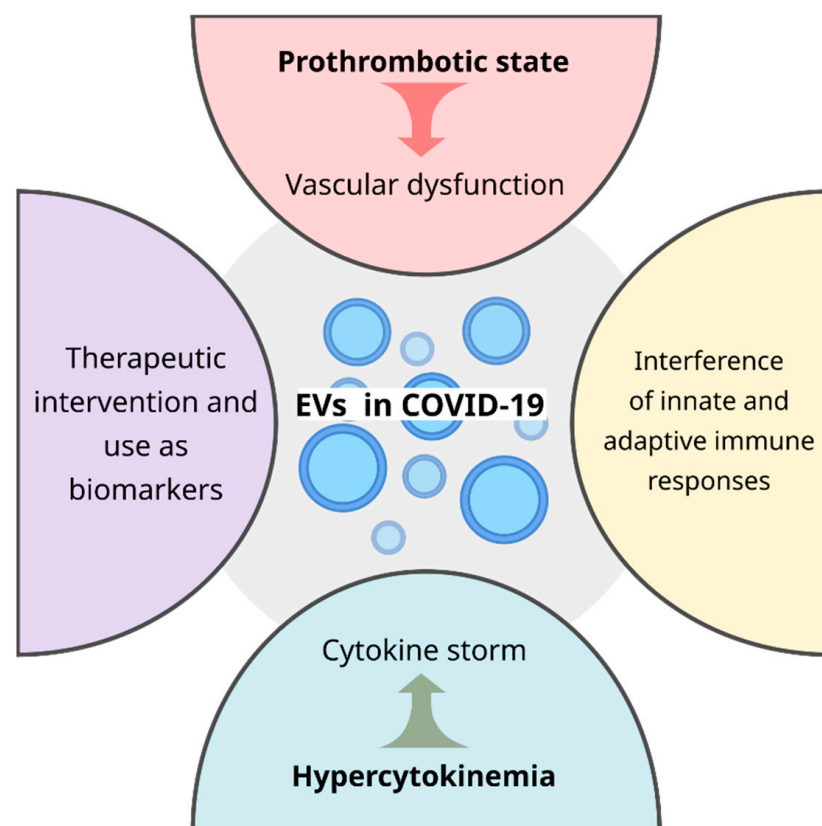 Prothrombotic state
Vascular dysfunction
Therapeutic
intervention and
use as
biomarkers
EVs  in COVID-19
Interference
of innate and
adaptive immune
responses
Cytokine storm
Hypercytokinemia